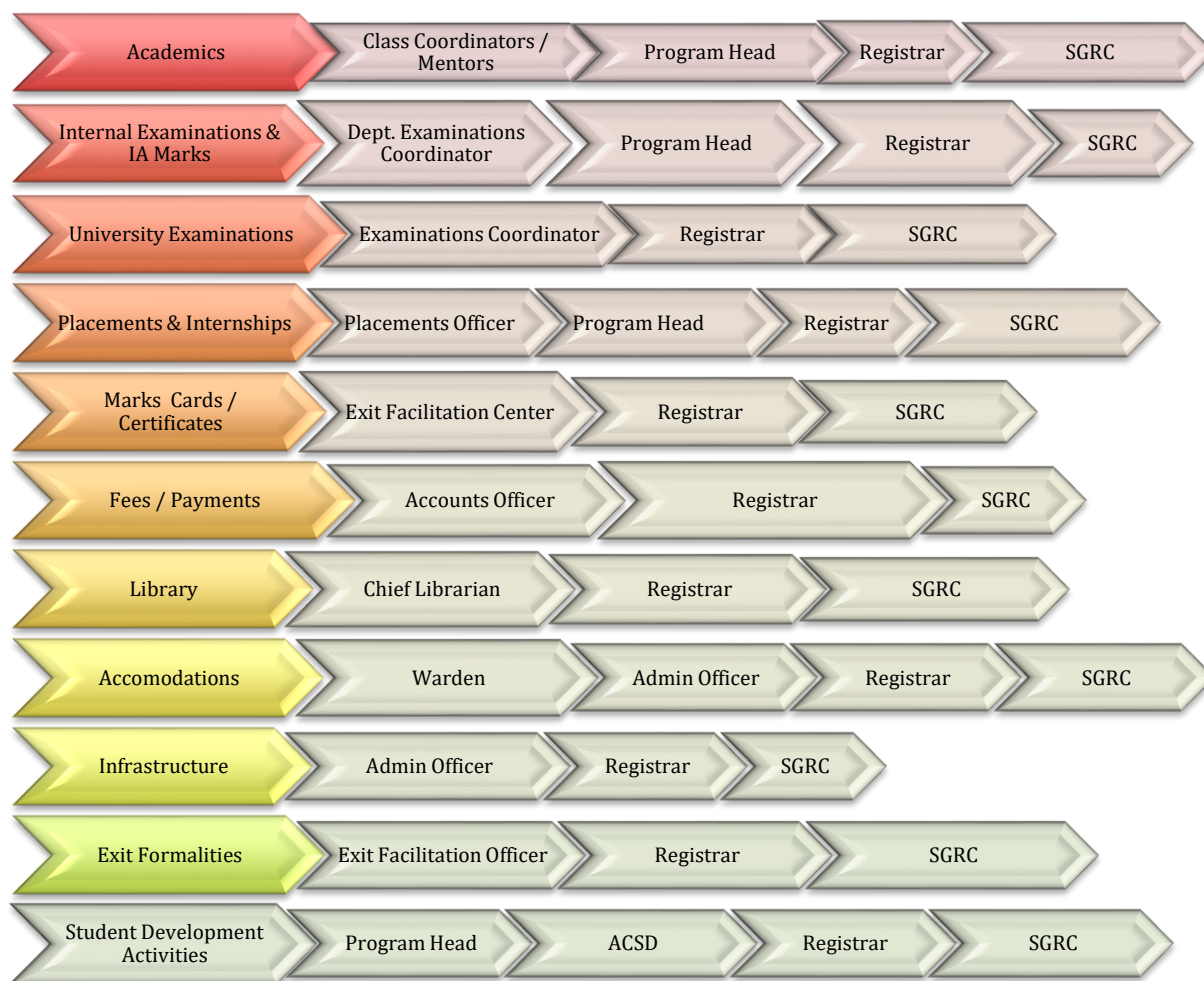 Academics
Class Coordinators /
Mentors
Program Head
Registrar
SGRC
Internal Examinations &
IA Marks
Dept. Examinations
Coordinator
Program Head
Registrar
SGRC
University Examinations
Examinations Coordinator
Registrar
SGRC
Placements & Internships
Placements Officer
Program Head
Registrar
SGRC
Marks Cards /
Certificates
Exit Facilitation Center
Registrar
SGRC
Fees / Payments
Accounts Officer
Registrar
SGRC
Library
Chief Librarian
Registrar
SGRC
Accomodations
Warden
Admin Officer
Registrar
SGRC
Infrastructure
Admin Officer
Registrar
SGRC
Exit Formalities
Exit Facilitation Officer
Registrar
SGRC
Student Development
Activities
Program Head
ACSD
Registrar
SGRC